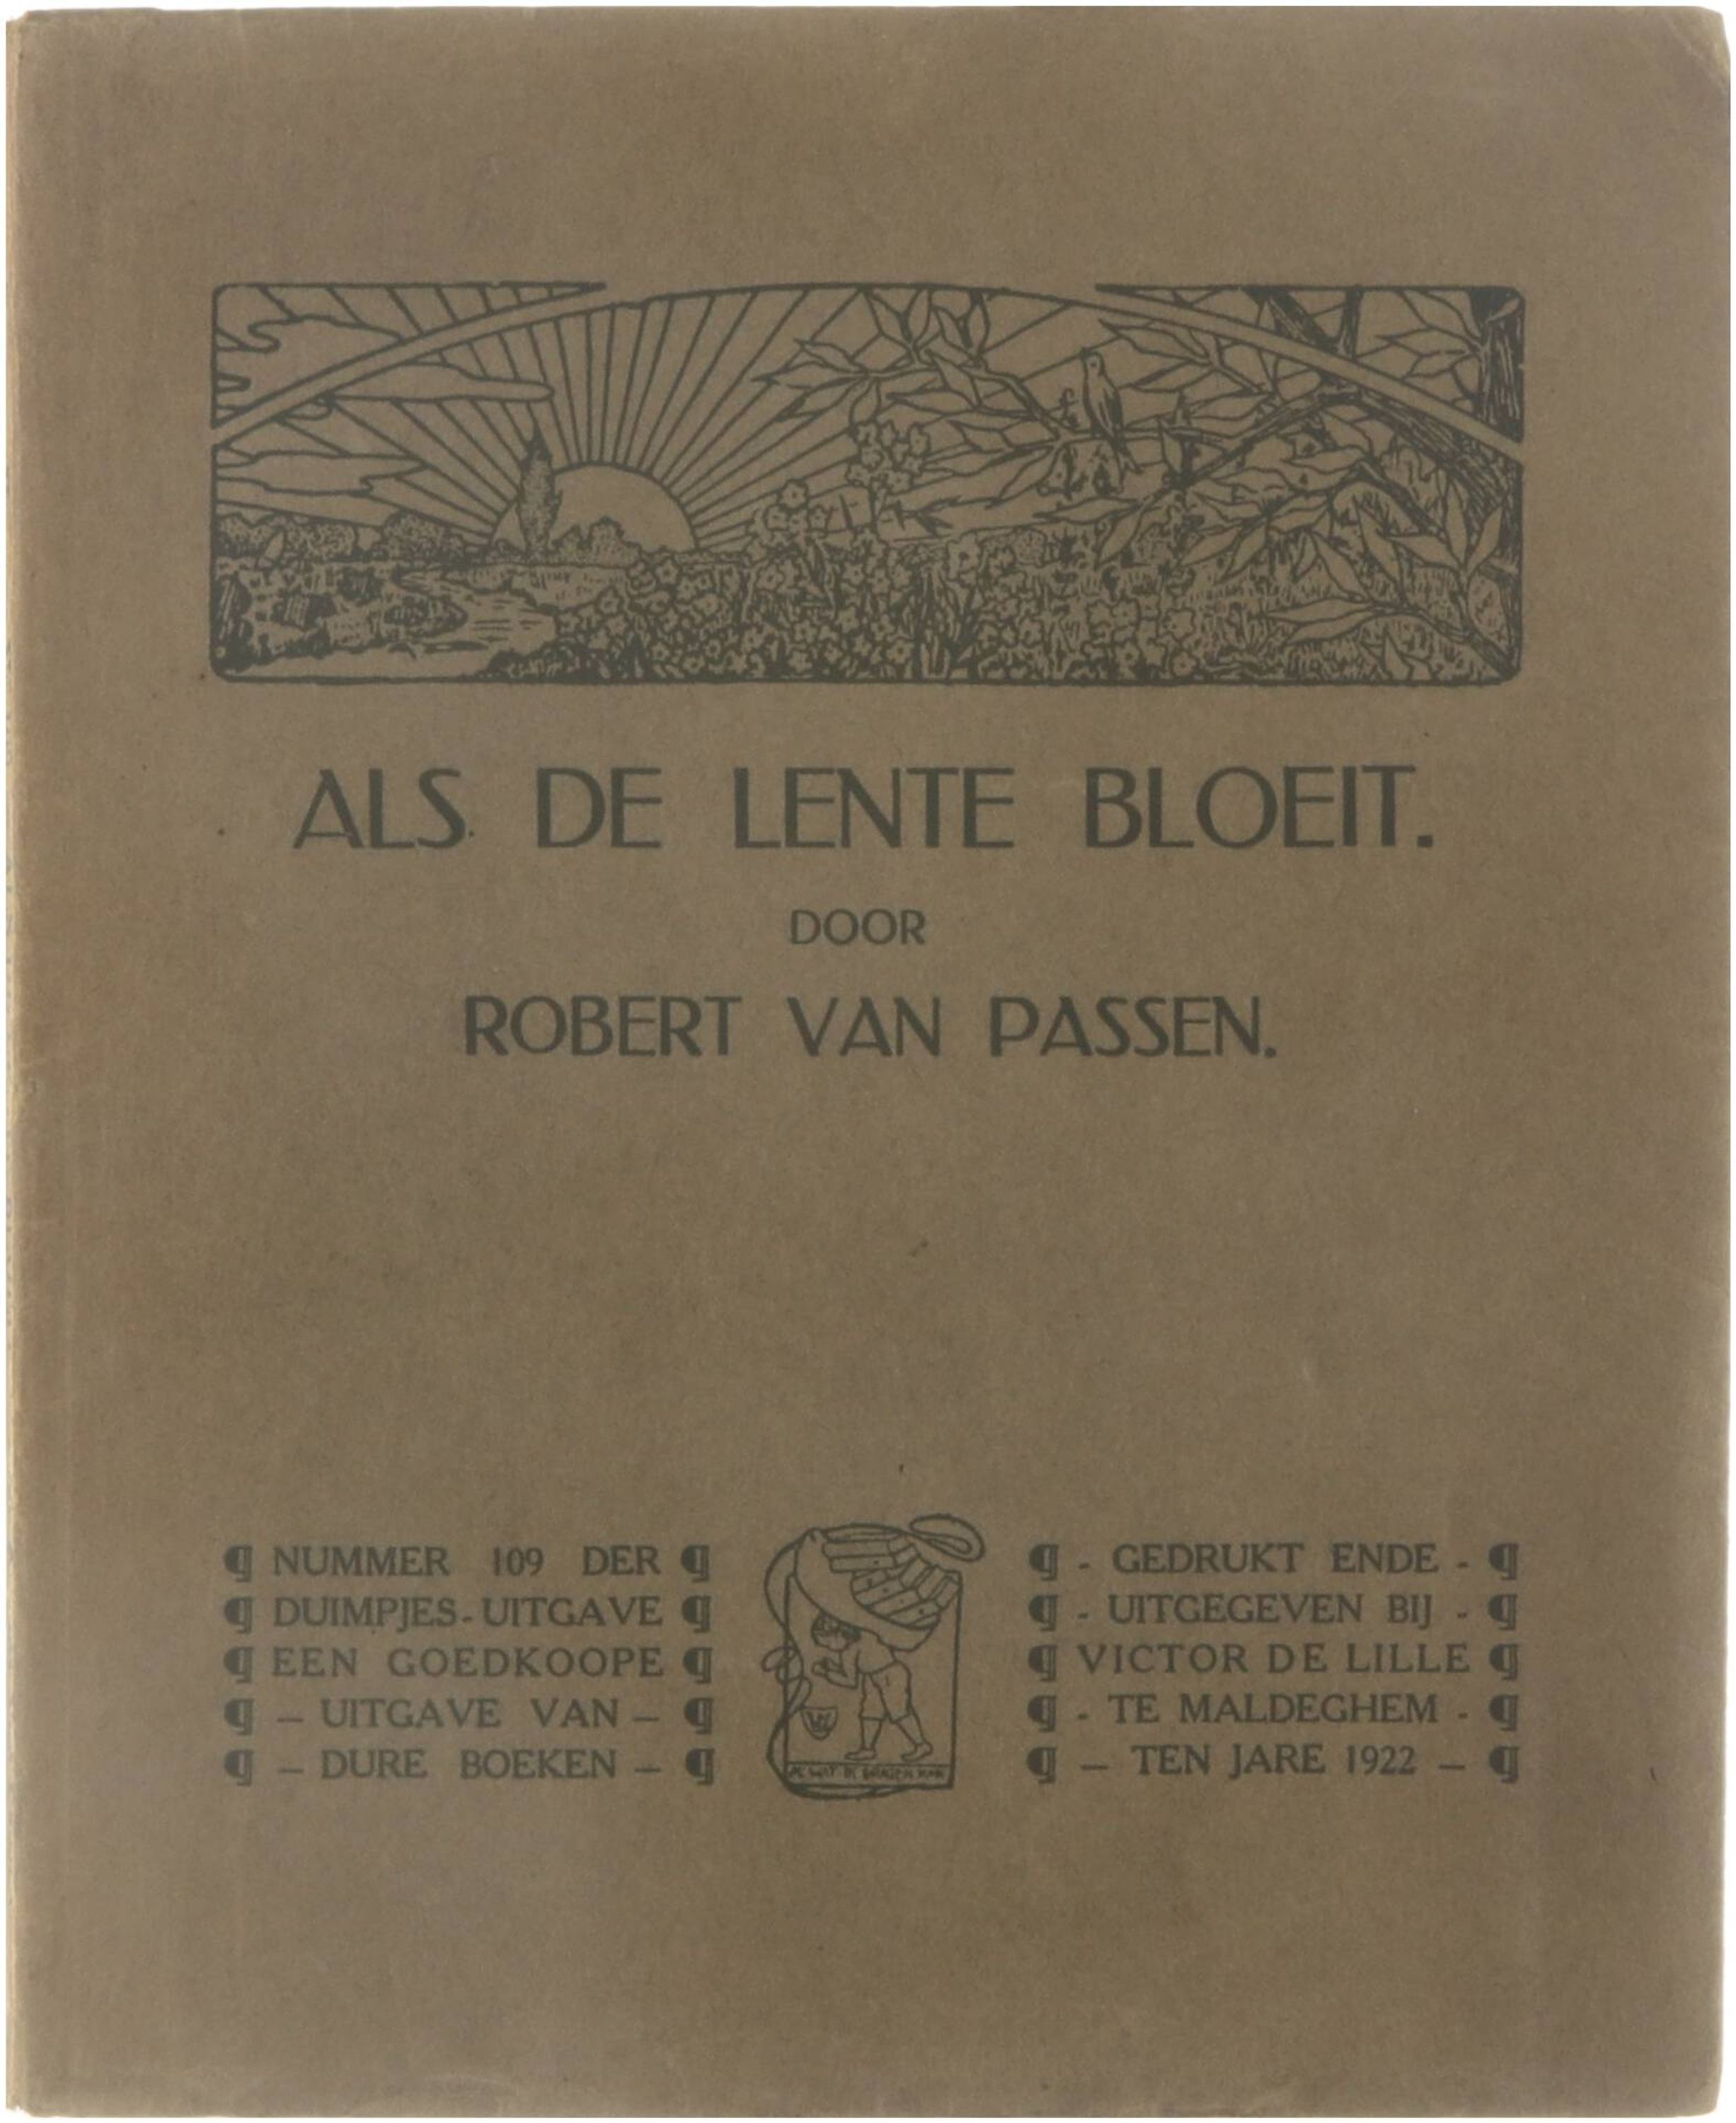 ALS DE LENTE BLOEIT.
DOOR
ROBERT VAN PASSEN.
¶ NUMMER 109 DER ¶
¶ DUIMPJES-UITGAVE ¶
¶ EEN GOEDKOOPE ¶
¶ – UITGAVE VAN – ¶
¶ – DURE BOEKEN – ¶
¶ - GEDRUKT ENDE - ¶
¶ - UITGEGEVEN BIJ - ¶
¶ VICTOR DE LILLE ¶
¶ - TE MALDEGHEM - ¶
¶ – TEN JARE 1922 – ¶